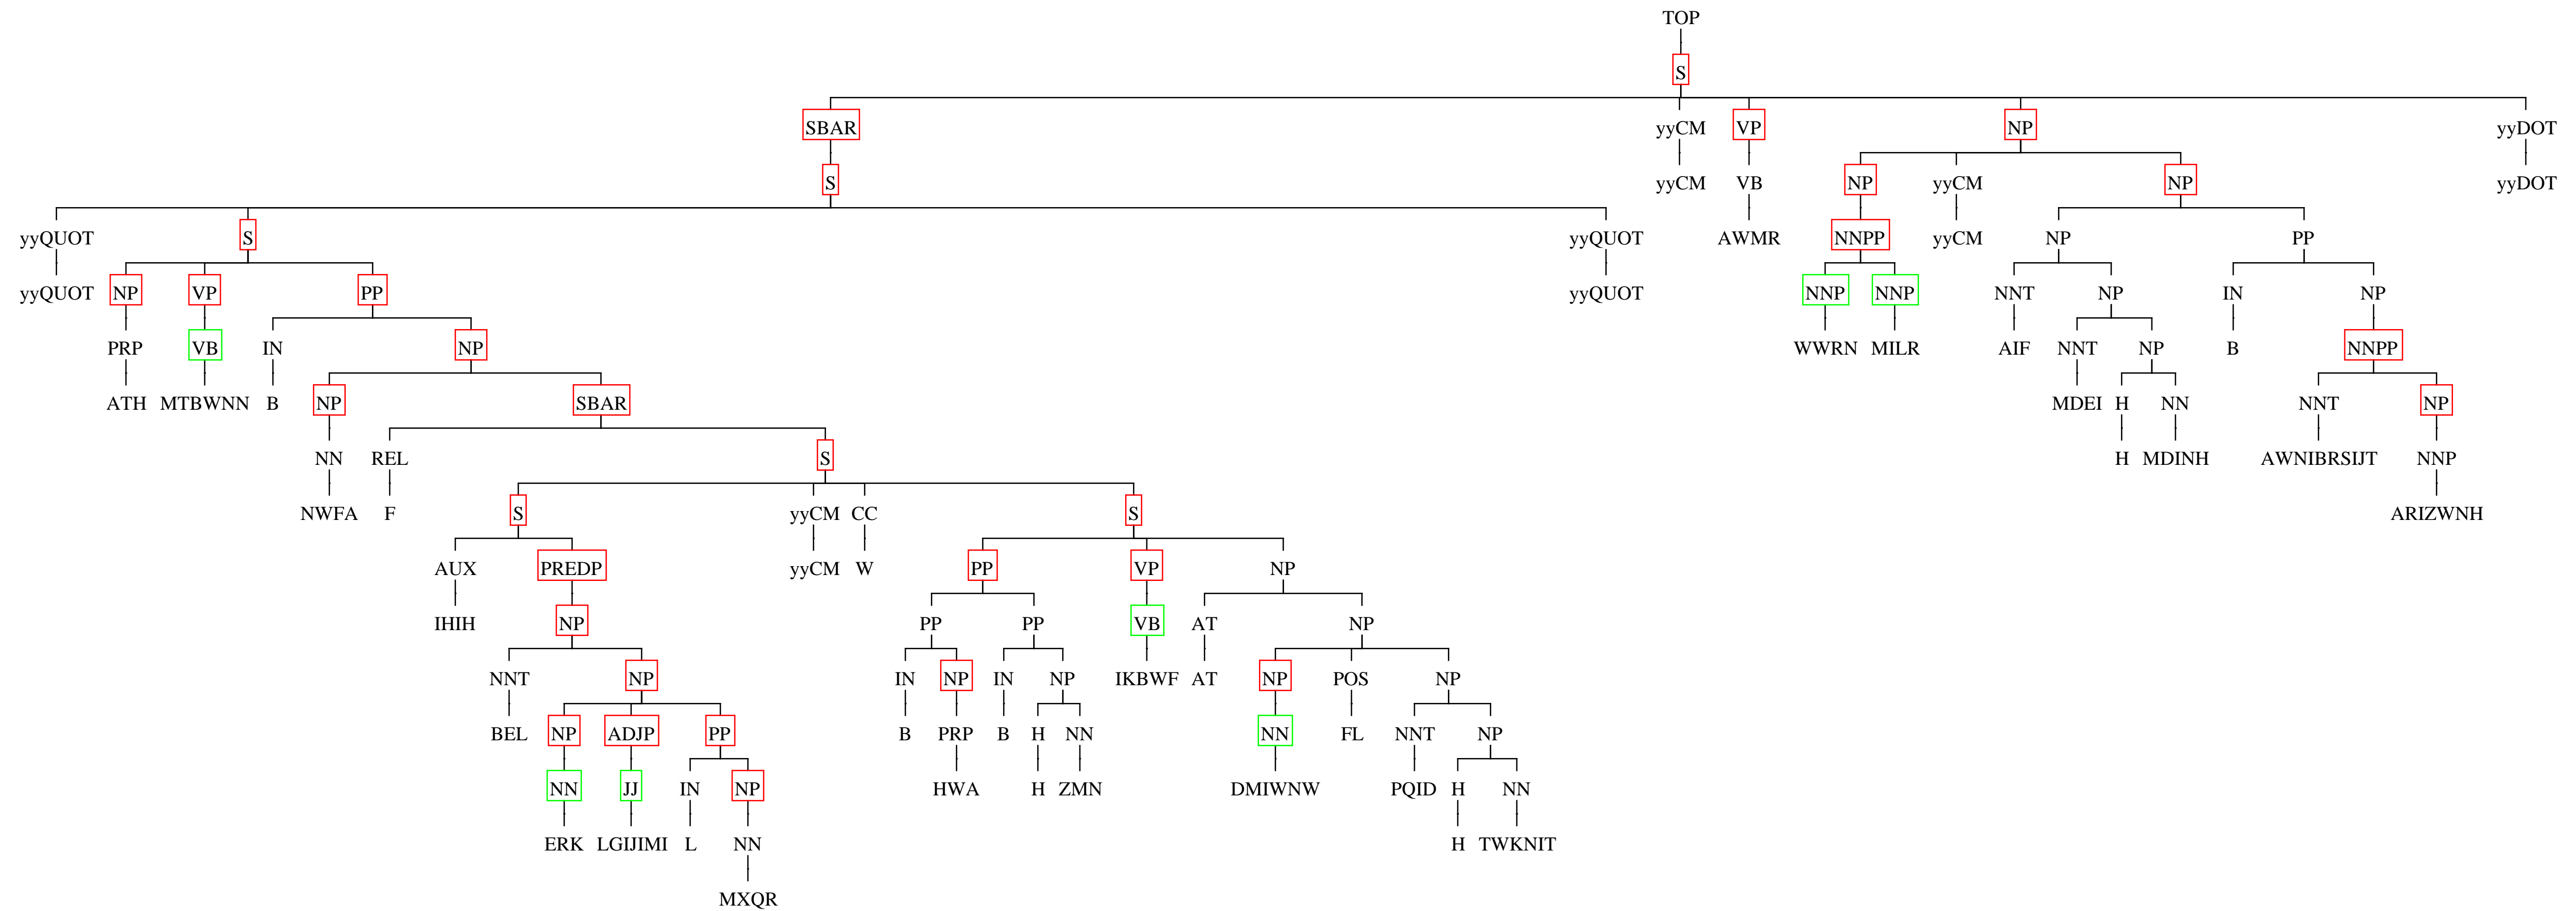 TOP
S
SBAR yyCM VP NP yyDOT
S yyCM VB NP yyCM NP yyDOT
yyQUOT S yyQUOT AWMR NNPP yyCM NP PP
yyQUOT NP VP PP yyQUOT NNP NNP NNT NP IN NP
PRP VB IN NP WWRN MILR AIF NNT NP B NNPP
ATH MTBWNN B NP SBAR MDEI H NN NNT NP
NN REL S H MDINH AWNIBRSIJT NNP
NWFA F S yyCM CC S ARIZWNH
AUX PREDP yyCM W PP VP NP
IHIH NP PP PP VB AT NP
NNT NP IN NP IN NP IKBWF AT NP POS NP
BEL NP ADJP PP B PRP B H NN NN FL NNT NP
NN JJ IN NP HWA H ZMN DMIWNW PQID H NN
ERK LGIJIMI L NN H TWKNIT
MXQR